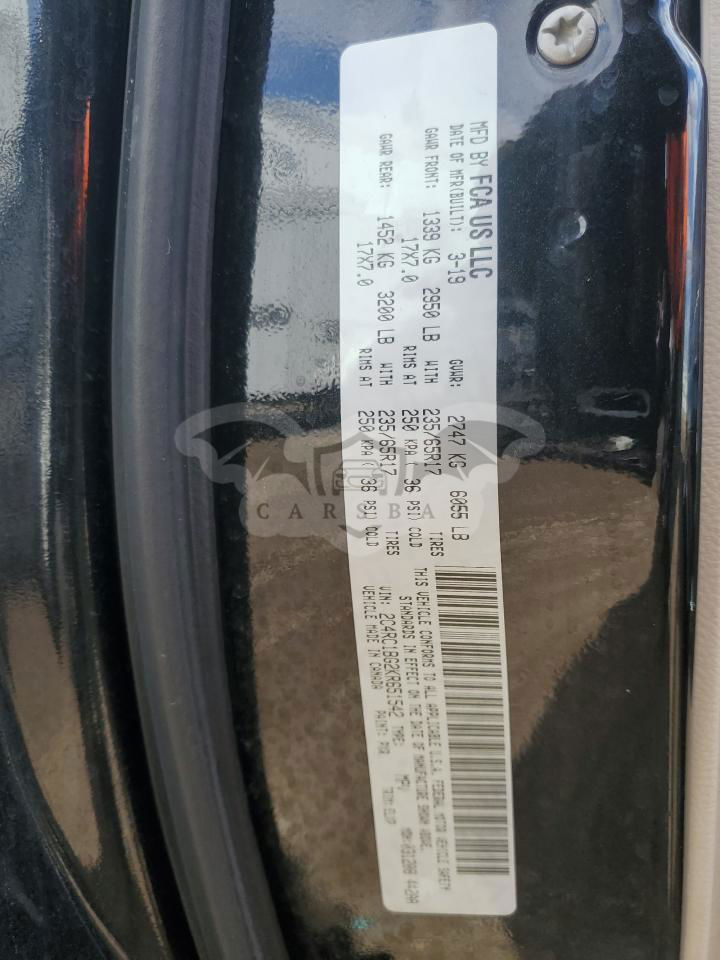 MFD BY FCA US LLC
DATE OF MFR(BUILT): 3-19 GVWR: 2747 KG 6055 LB
GAWR FRONT: 1339 KG 2950 LB WITH 235/65R17 TIRES
17X7.0 RIMS AT 250 KPA ( 36 PSI) COLD
GAWR REAR: 1452 KG 3200 LB WITH 235/65R17 TIRES
17X7.0 RIMS AT 250 KPA ( 36 PSI) COLD
THIS VEHICLE CONFORMS TO ALL APPLICABLE U.S.A. FEDERAL MOTOR VEHICLE SAFETY
STANDARDS IN EFFECT ON THE DATE OF MANUFACTURE SHOWN ABOVE.
VIN: 2C4RC1BG2KR651542 TYPE: MPV
VEHICLE MADE IN CANADA PAINT:
CARSBA